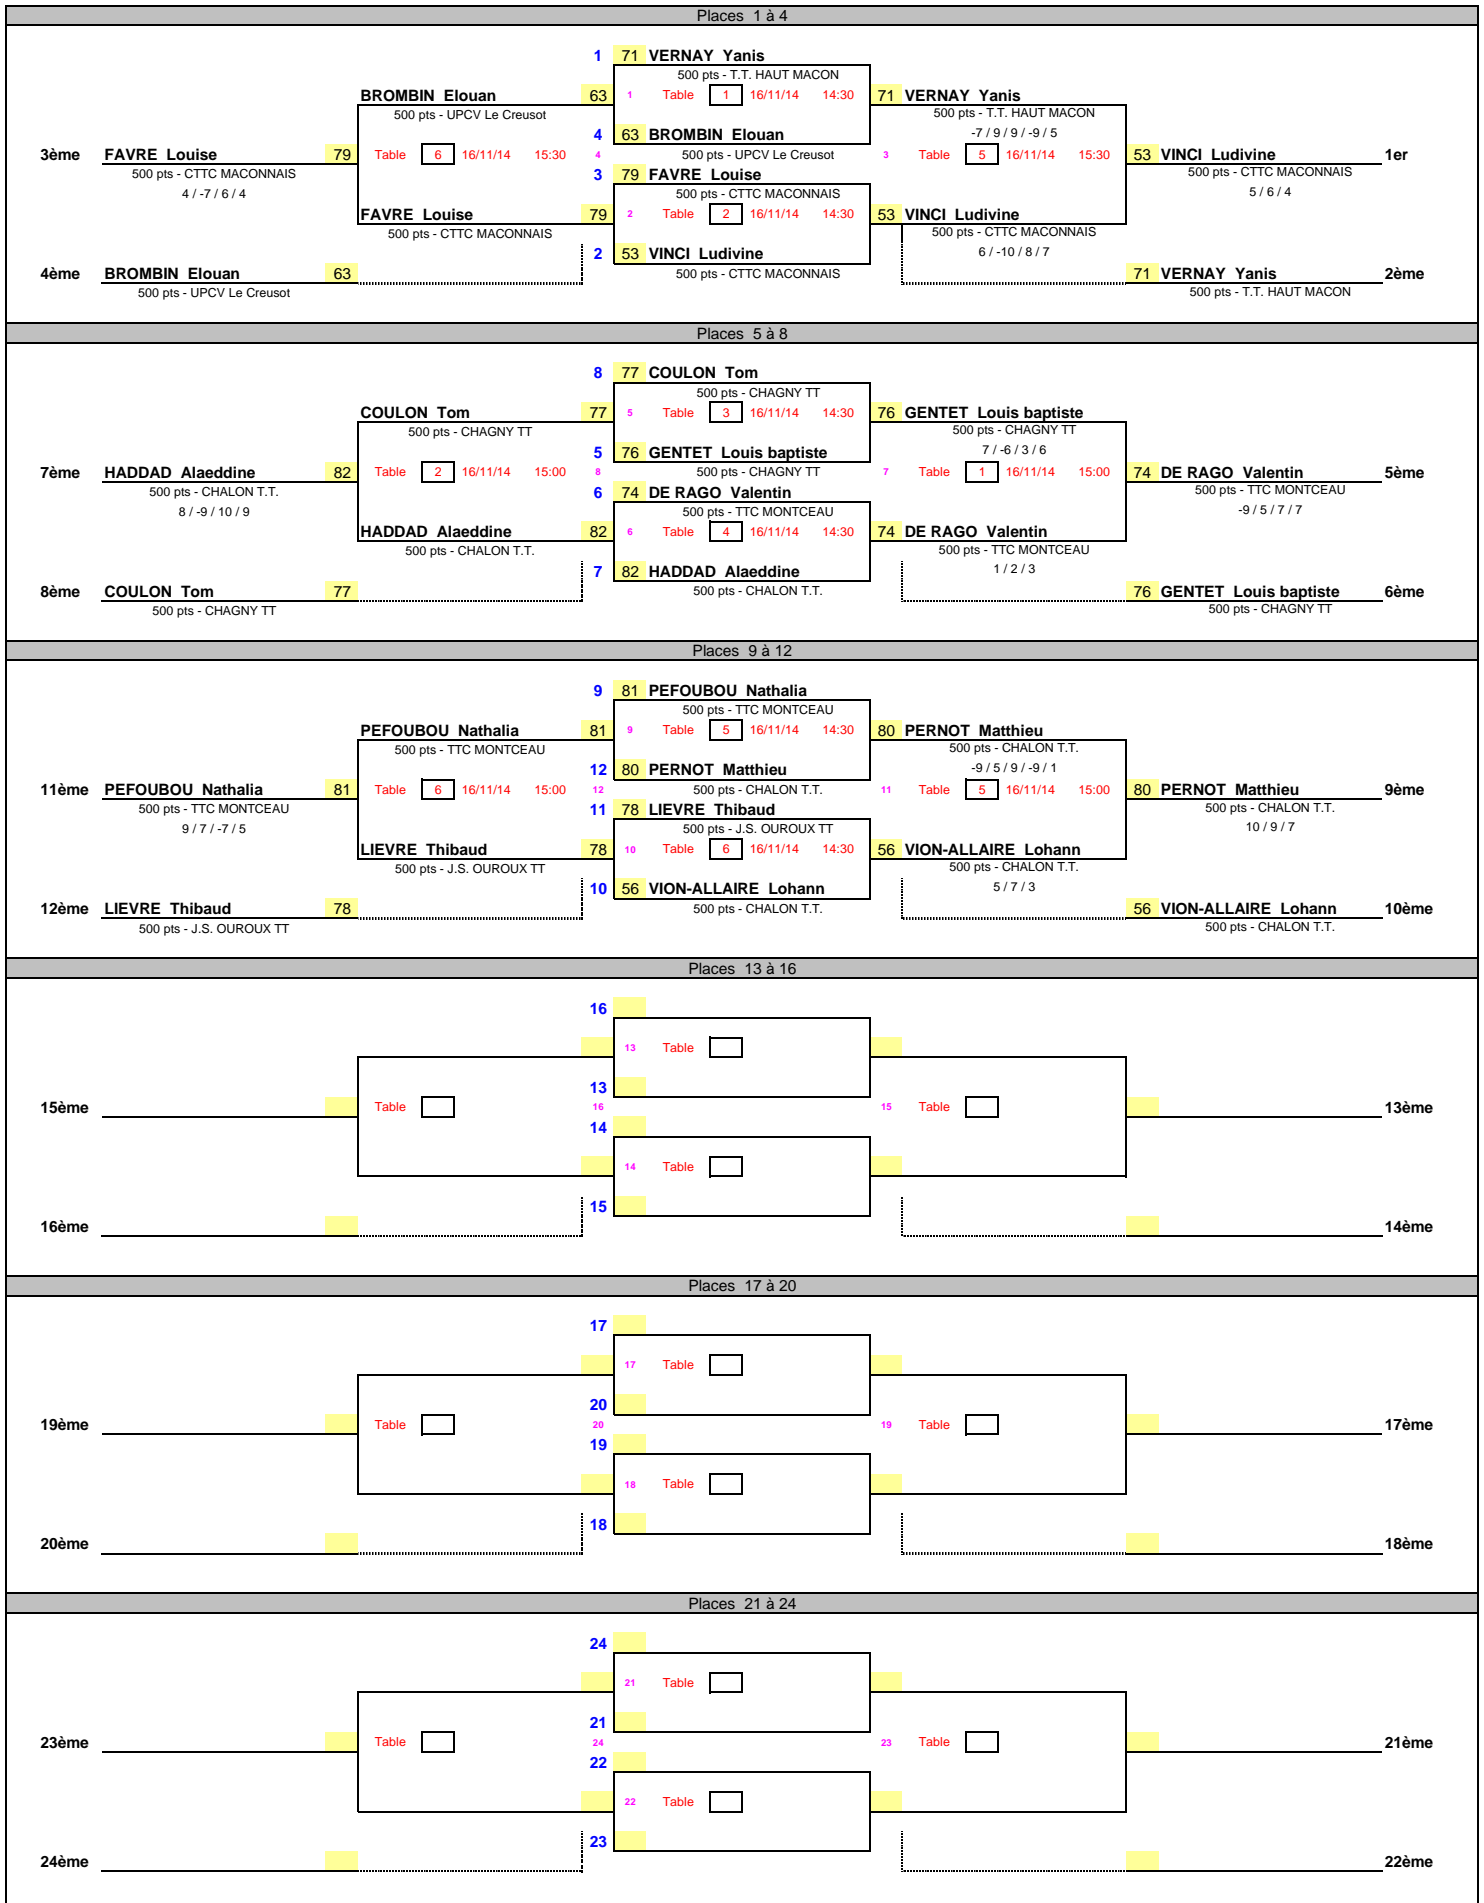 Places 1 à 4
1 71 VERNAY Yanis
500 pts - T.T. HAUT MACON
BROMBIN Elouan 63 1 Table 1 16/11/14 14:30 71 VERNAY Yanis
500 pts - UPCV Le Creusot 500 pts - T.T. HAUT MACON
4 63 BROMBIN Elouan -7 / 9 / 9 / -9 / 5
3ème FAVRE Louise 79 Table 6 16/11/14 15:30 4 500 pts - UPCV Le Creusot 3 Table 5 16/11/14 15:30 53 VINCI Ludivine 1er
500 pts - CTTC MACONNAIS 3 79 FAVRE Louise 500 pts - CTTC MACONNAIS
4 / -7 / 6 / 4 500 pts - CTTC MACONNAIS 5 / 6 / 4
FAVRE Louise 79 2 Table 2 16/11/14 14:30 53 VINCI Ludivine
500 pts - CTTC MACONNAIS 500 pts - CTTC MACONNAIS
2 53 VINCI Ludivine 6 / -10 / 8 / 7
4ème BROMBIN Elouan 63 500 pts - CTTC MACONNAIS 71 VERNAY Yanis 2ème
500 pts - UPCV Le Creusot 500 pts - T.T. HAUT MACON
Places 5 à 8
8 77 COULON Tom
500 pts - CHAGNY TT
COULON Tom 77 5 Table 3 16/11/14 14:30 76 GENTET Louis baptiste
500 pts - CHAGNY TT 500 pts - CHAGNY TT
5 76 GENTET Louis baptiste 7 / -6 / 3 / 6
7ème HADDAD Alaeddine 82 Table 2 16/11/14 15:00 8 500 pts - CHAGNY TT 7 Table 1 16/11/14 15:00 74 DE RAGO Valentin 5ème
500 pts - CHALON T.T. 6 74 DE RAGO Valentin 500 pts - TTC MONTCEAU
8 / -9 / 10 / 9 500 pts - TTC MONTCEAU -9 / 5 / 7 / 7
HADDAD Alaeddine 82 6 Table 4 16/11/14 14:30 74 DE RAGO Valentin
500 pts - CHALON T.T. 500 pts - TTC MONTCEAU
7 82 HADDAD Alaeddine 1 / 2 / 3
8ème COULON Tom 77 500 pts - CHALON T.T. 76 GENTET Louis baptiste 6ème
500 pts - CHAGNY TT 500 pts - CHAGNY TT
Places 9 à 12
9 81 PEFOUBOU Nathalia
500 pts - TTC MONTCEAU
PEFOUBOU Nathalia 81 9 Table 5 16/11/14 14:30 80 PERNOT Matthieu
500 pts - TTC MONTCEAU 500 pts - CHALON T.T.
12 80 PERNOT Matthieu -9 / 5 / 9 / -9 / 1
11ème PEFOUBOU Nathalia 81 Table 6 16/11/14 15:00 12 500 pts - CHALON T.T. 11 Table 5 16/11/14 15:00 80 PERNOT Matthieu 9ème
500 pts - TTC MONTCEAU 11 78 LIEVRE Thibaud 500 pts - CHALON T.T.
9 / 7 / -7 / 5 500 pts - J.S. OUROUX TT 10 / 9 / 7
LIEVRE Thibaud 78 10 Table 6 16/11/14 14:30 56 VION-ALLAIRE Lohann
500 pts - J.S. OUROUX TT 500 pts - CHALON T.T.
10 56 VION-ALLAIRE Lohann 5 / 7 / 3
12ème LIEVRE Thibaud 78 500 pts - CHALON T.T. 56 VION-ALLAIRE Lohann 10ème
500 pts - J.S. OUROUX TT 500 pts - CHALON T.T.
Places 13 à 16
16
13 Table
13
15ème Table 16 15 Table 13ème
14
14 Table
15
16ème 14ème
Places 17 à 20
17
17 Table
20
19ème Table 20 19 Table 17ème
19
18 Table
18
20ème 18ème
Places 21 à 24
24
21 Table
21
23ème Table 24 23 Table 21ème
22
22 Table
23
24ème 22ème